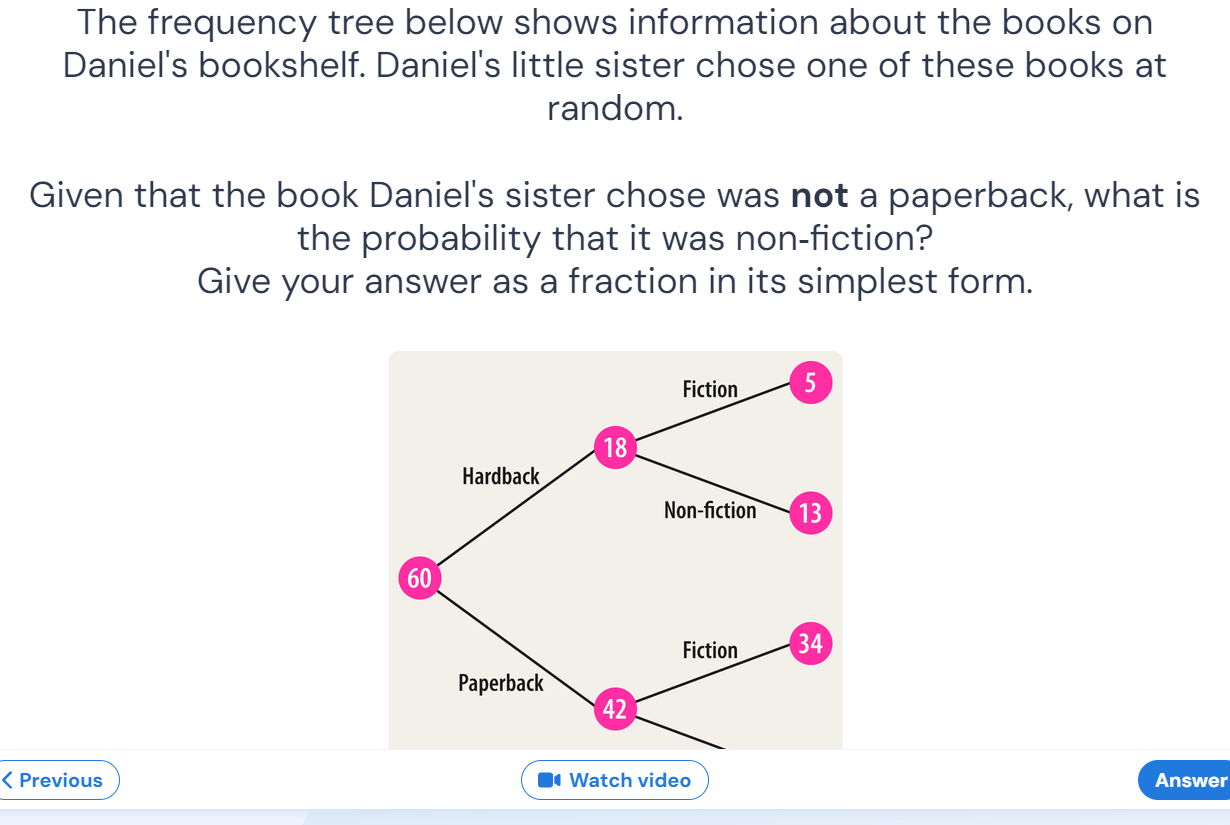 The frequency tree below shows information about the books on
Daniel's bookshelf. Daniel's little sister chose one of these books at
random.
Given that the book Daniel's sister chose was not a paperback, what is
the probability that it was non-fiction?
Give your answer as a fraction in its simplest form.
Fiction
5
18
Hardback
Non-fiction
13
60
Fiction
34
Paperback
42
Previous
Watch video
Answer